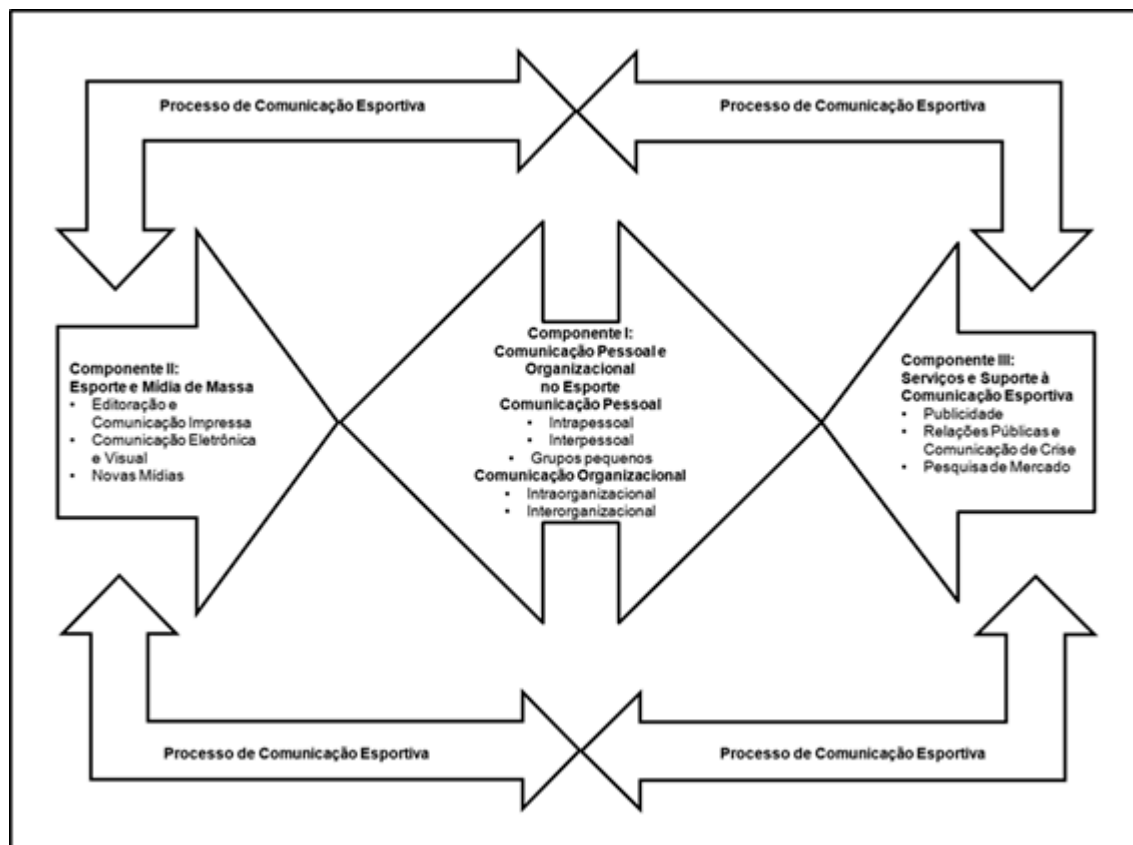 Processo de Comunicação Esportiva
Processo de Comunicação Esportiva
Componente II:
Esporte e Mídia de Massa
• Editoração e
Comunicação Impressa
• Comunicação Eletrônica
e Visual
• Novas Mídias
Componente I:
Comunicação Pessoal e
Organizacional
no Esporte
Comunicação Pessoal
• Intrapessoal
• Interpessoal
• Grupos pequenos
Comunicação Organizacional
• Intraorganizacional
• Interorganizacional
Componente III:
Serviços e Suporte à
Comunicação Esportiva
• Publicidade
• Relações Públicas e
Comunicação de Crise
• Pesquisa de Mercado
Processo de Comunicação Esportiva
Processo de Comunicação Esportiva